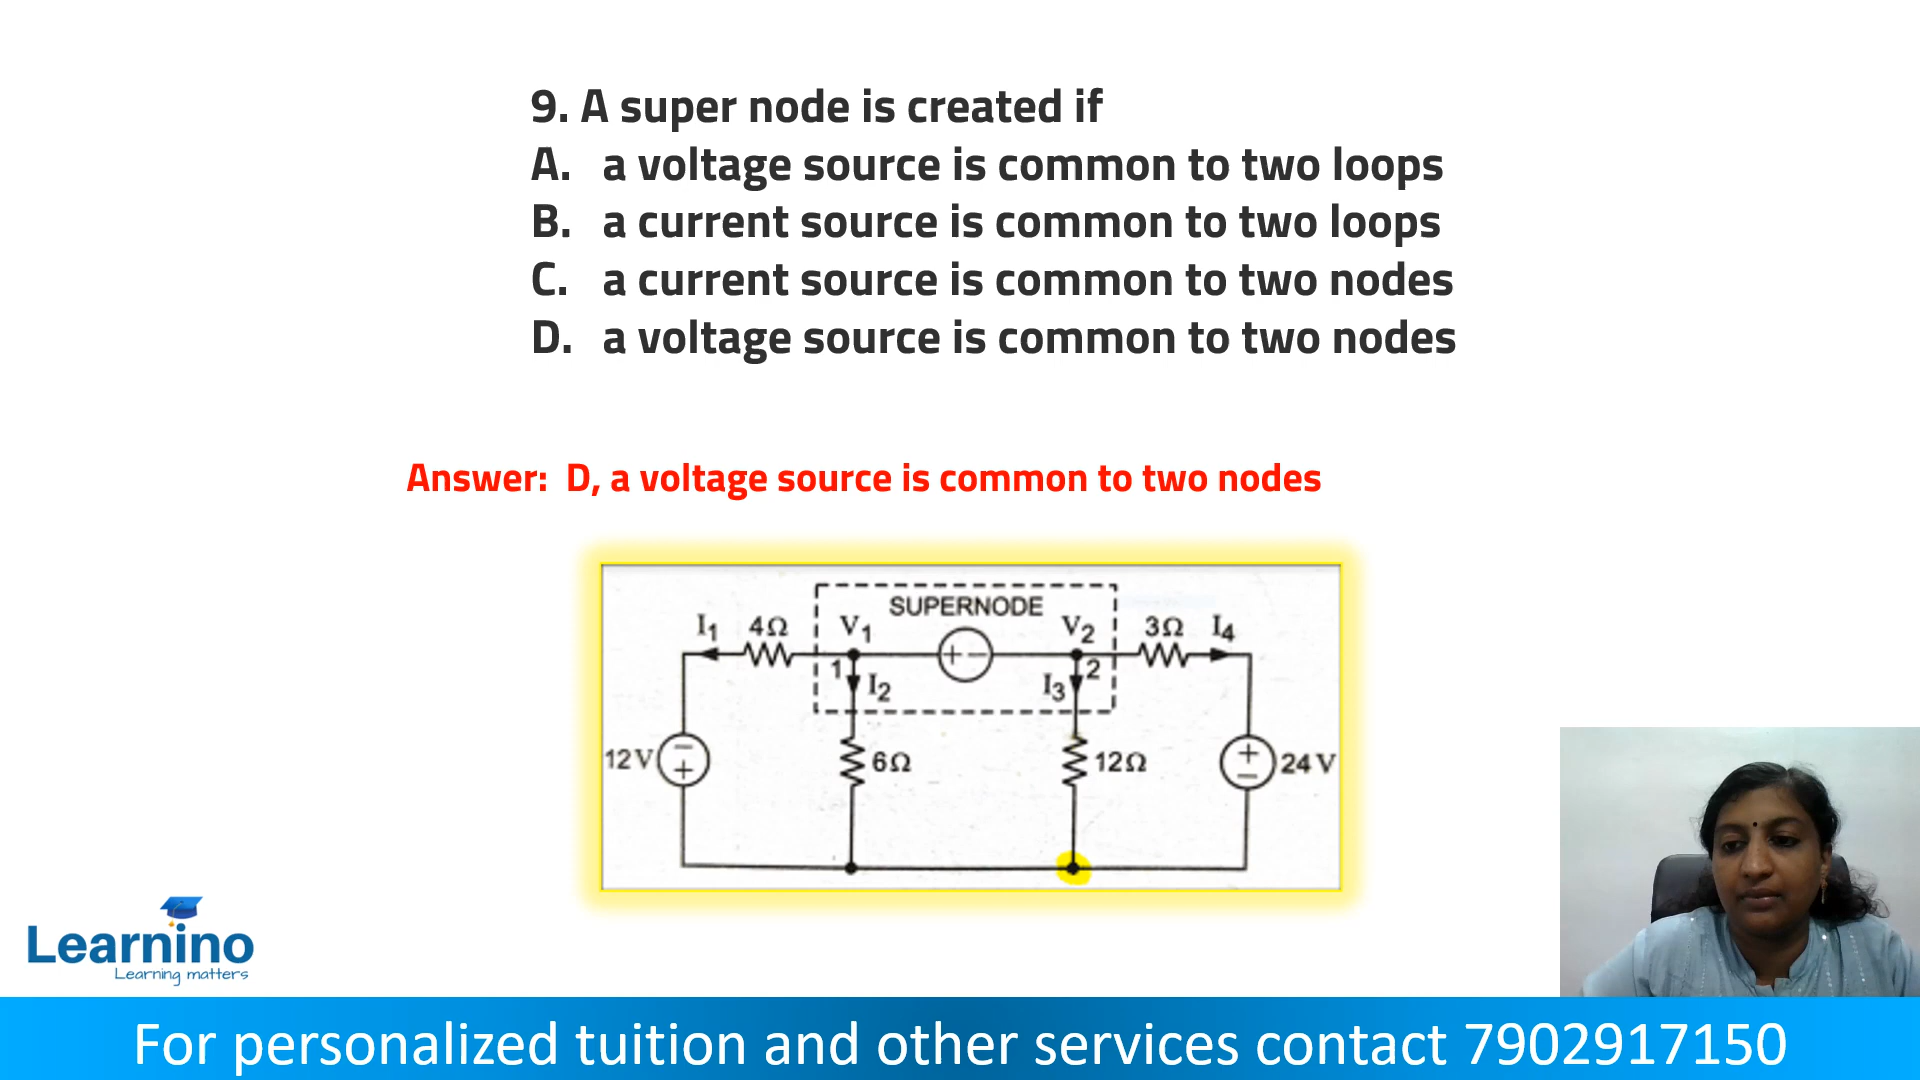 9. A super node is created if
A. a voltage source is common to two loops
B. a current source is common to two loops
C. a current source is common to two nodes
D. a voltage source is common to two nodes
Answer: D, a voltage source is common to two nodes
SUPERNODE
I1 4Ω V1 V2 3Ω I4
+ −
1 I2 I3 2
12V − + 6Ω 12Ω + − 24V
Learnino
Learning matters
For personalized tuition and other services contact 7902917150